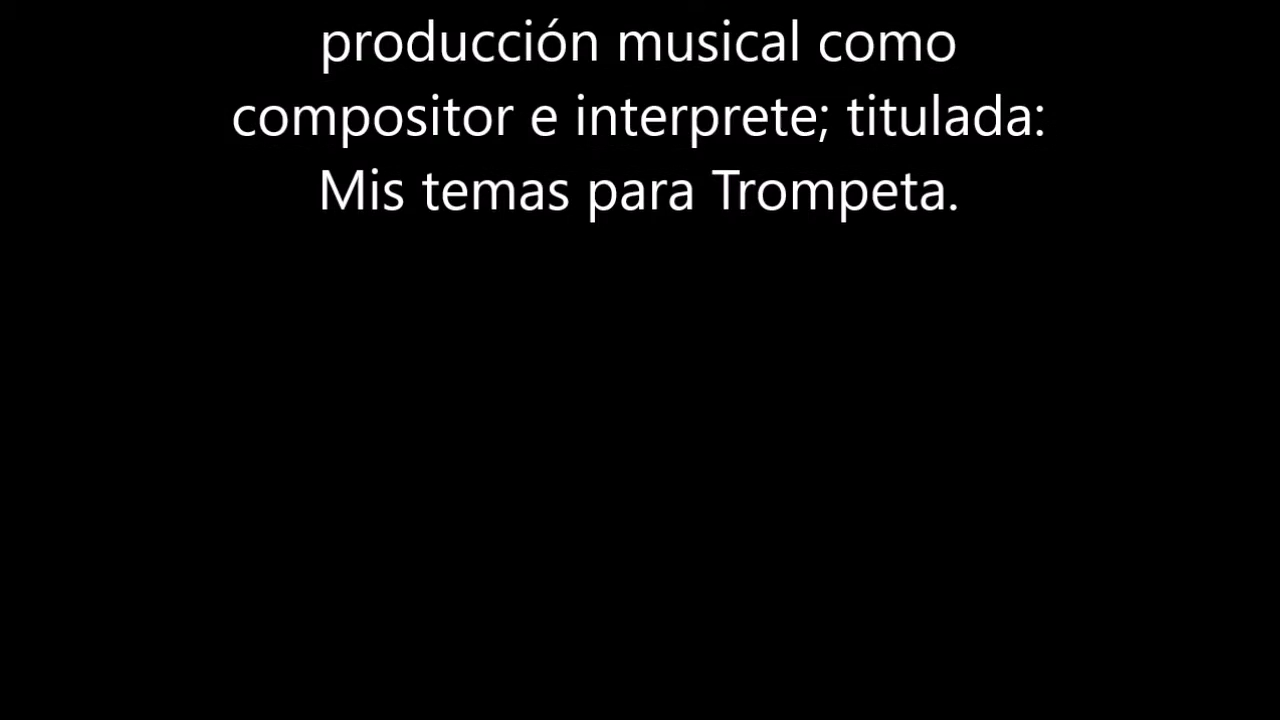 producción musical como
compositor e interprete; titulada:
Mis temas para Trompeta.